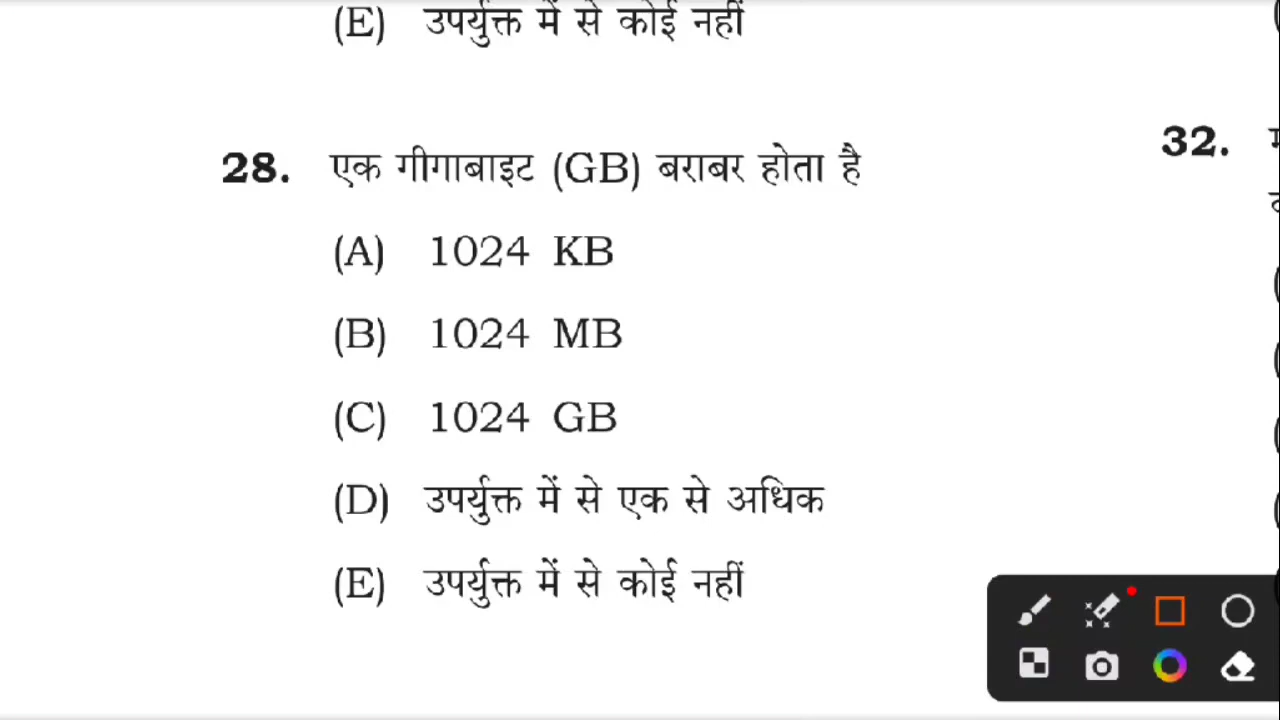 (E) उपर्युक्त में से कोई नहीं
28. एक गीगाबाइट (GB) बराबर होता है
(A) 1024 KB
(B) 1024 MB
(C) 1024 GB
(D) उपर्युक्त में से एक से अधिक
(E) उपर्युक्त में से कोई नहीं
32.